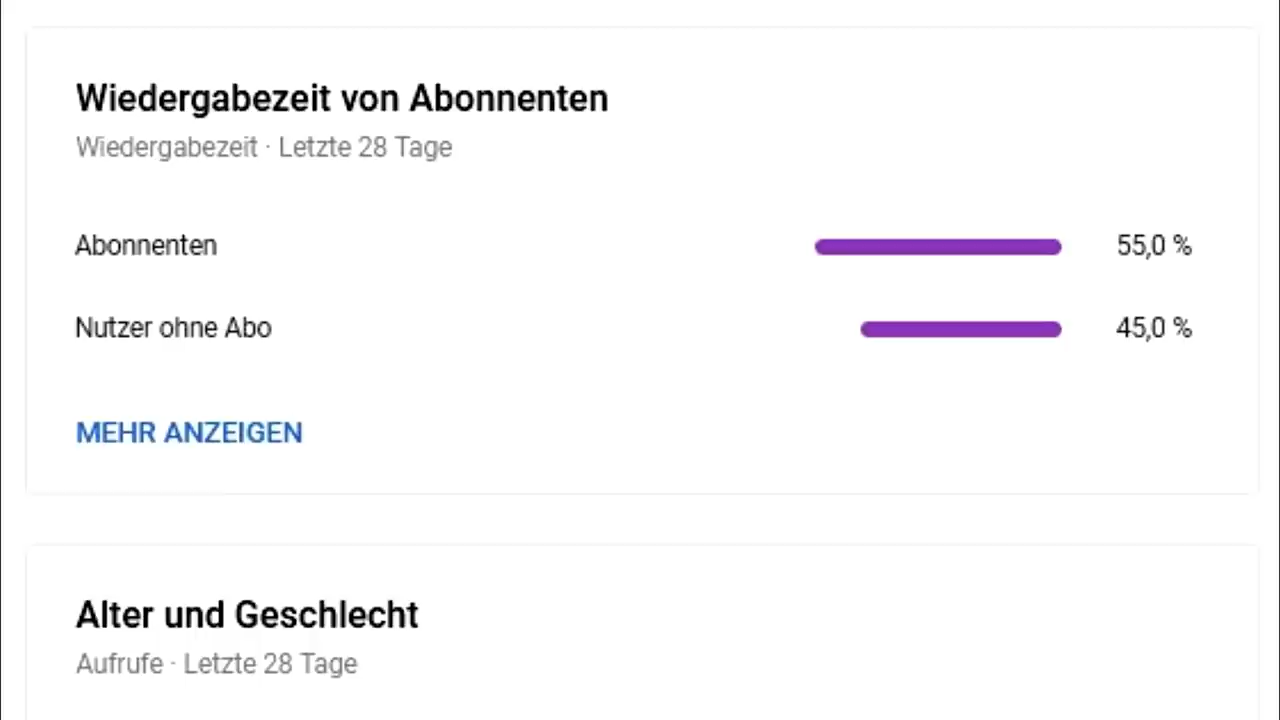 Wiedergabezeit von Abonnenten
Wiedergabezeit · Letzte 28 Tage
Abonnenten 55,0 %
Nutzer ohne Abo 45,0 %
MEHR ANZEIGEN
Alter und Geschlecht
Aufrufe · Letzte 28 Tage